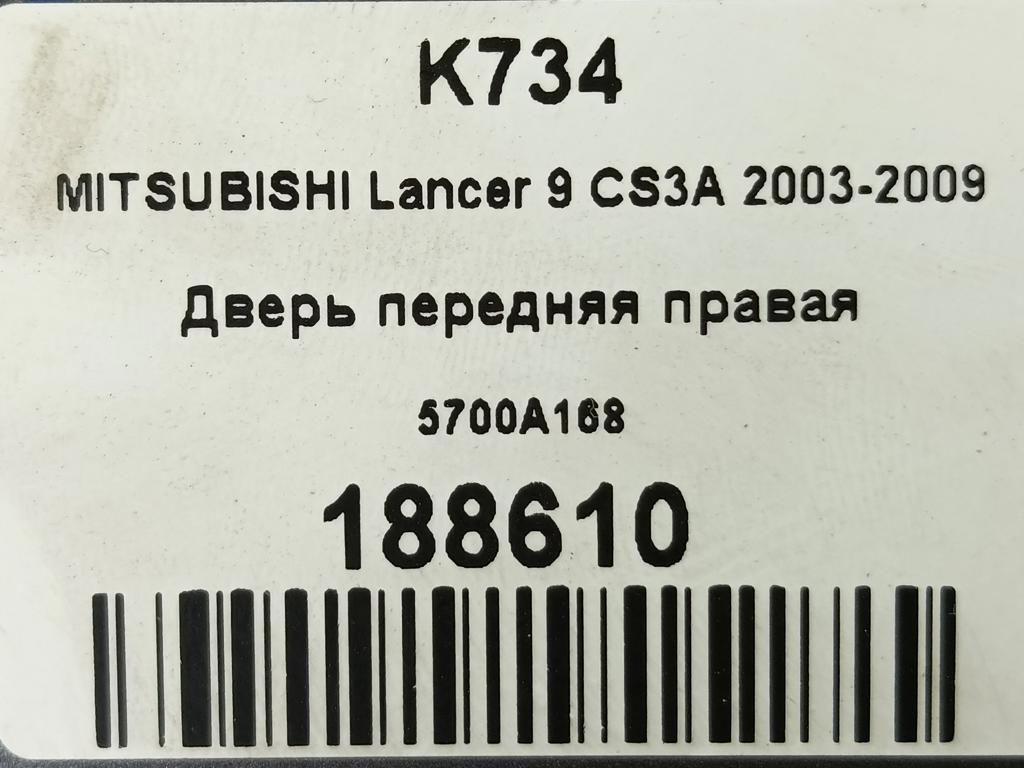 K734
MITSUBISHI Lancer 9 CS3A 2003-2009
Дверь передняя правая
5700A168
188610